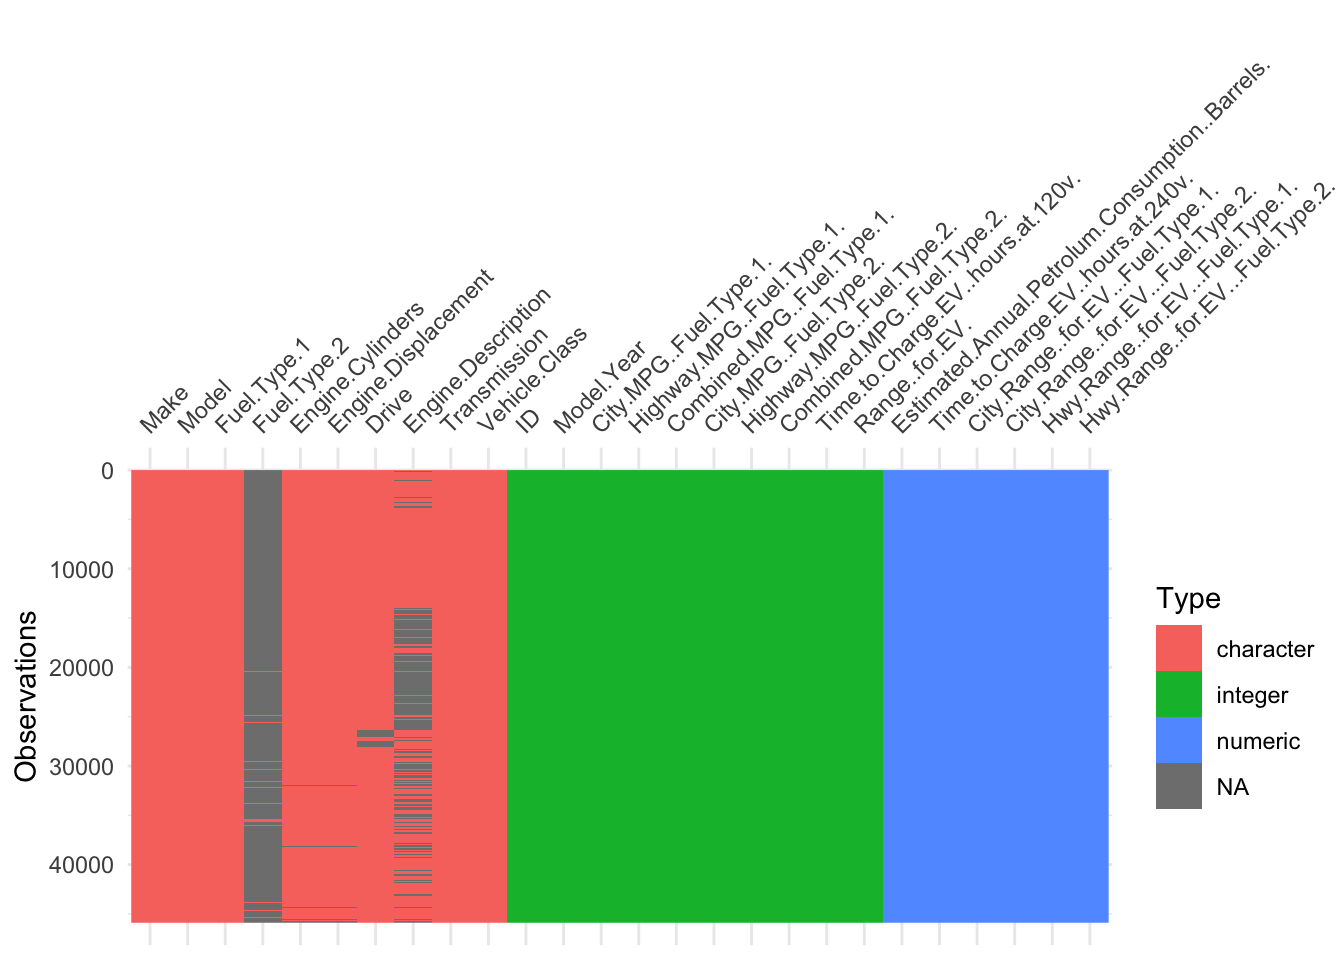 Make
Model
Fuel.Type.1
Fuel.Type.2
Engine.Cylinders
Engine.Displacement
Drive
Engine.Description
Transmission
Vehicle.Class
ID
Model.Year
City.MPG..Fuel.Type.1.
Highway.MPG..Fuel.Type.1.
Combined.MPG..Fuel.Type.1.
City.MPG..Fuel.Type.2.
Highway.MPG..Fuel.Type.2.
Combined.MPG..Fuel.Type.2.
Time.to.Charge.EV..hours.at.120v.
Range..for.EV.
Estimated.Annual.Petrolum.Consumption..Barrels.
Time.to.Charge.EV..hours.at.240v.
City.Range..for.EV...Fuel.Type.1.
City.Range..for.EV...Fuel.Type.2.
Hwy.Range..for.EV...Fuel.Type.1.
Hwy.Range..for.EV...Fuel.Type.2.
0
10000
20000
30000
40000
Observations
Type
character
integer
numeric
NA